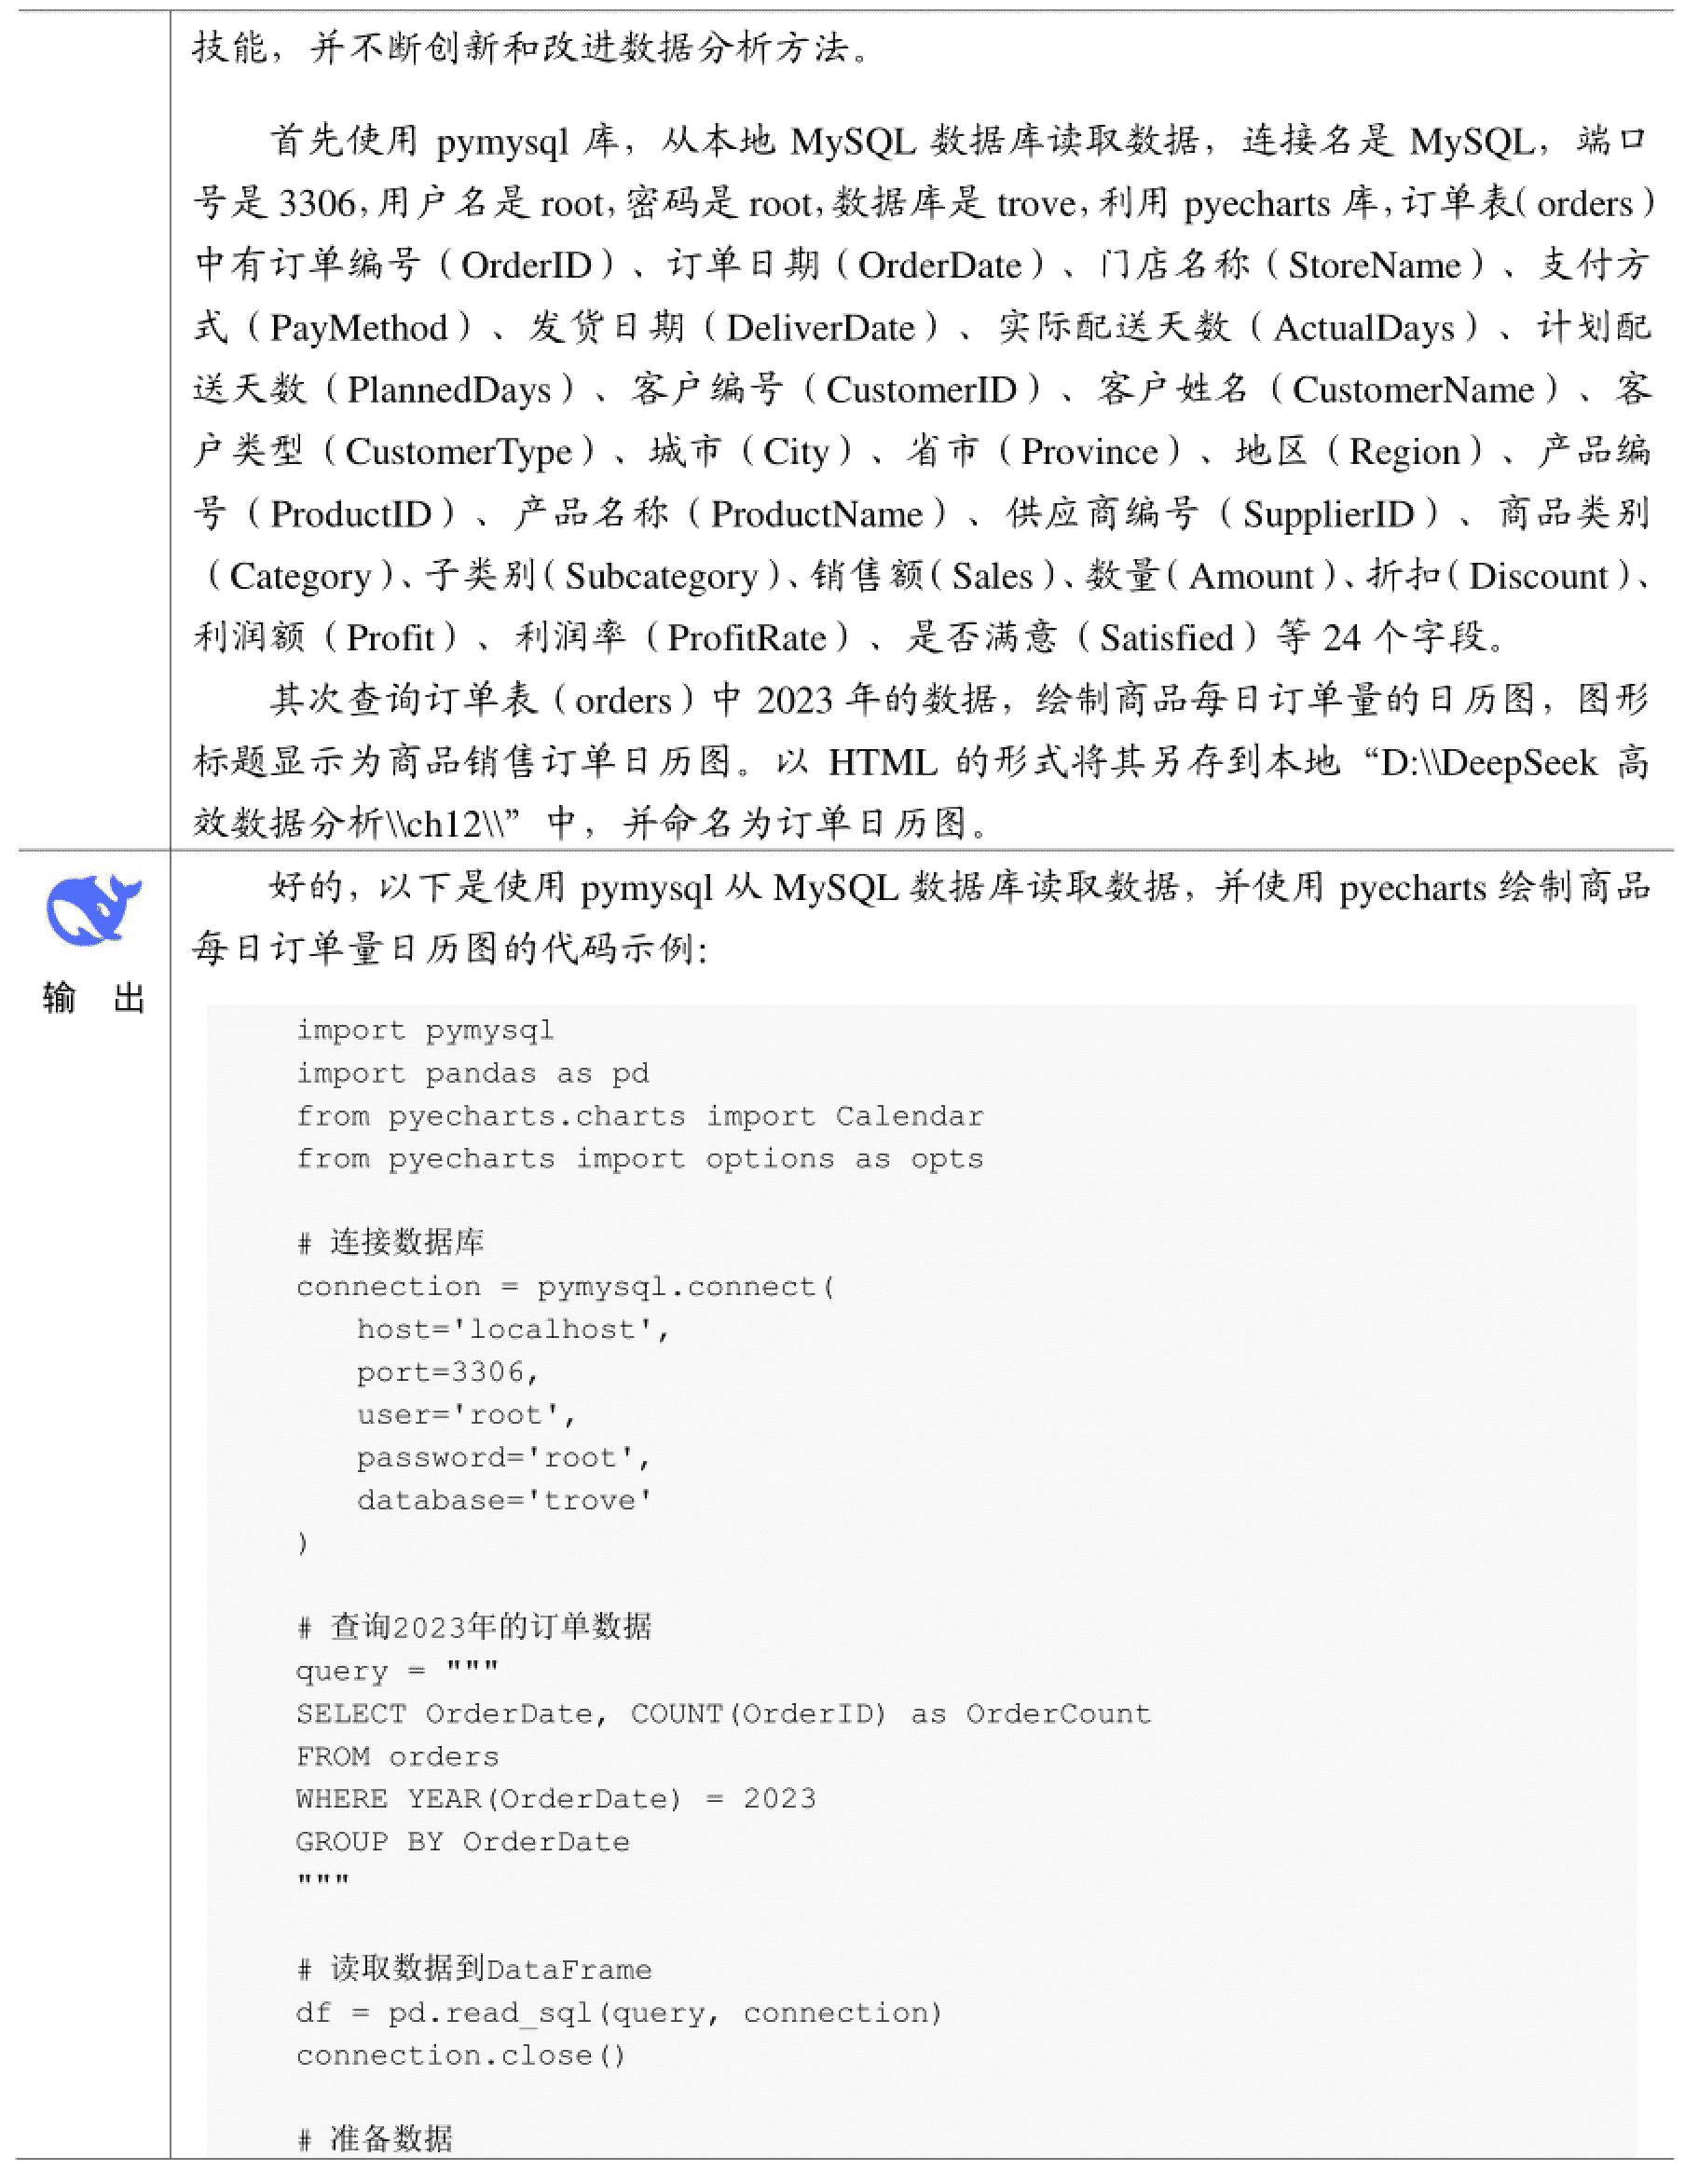 技能，并不断创新和改进数据分析方法。
首先使用 pymysql 库，从本地 MySQL 数据库读取数据，连接名是 MySQL，端口
号是 3306，用户名是 root，密码是 root，数据库是 trove，利用 pyecharts 库，订单表（orders）
中有订单编号（OrderID）、订单日期（OrderDate）、门店名称（StoreName）、支付方
式（PayMethod）、发货日期（DeliverDate）、实际配送天数（ActualDays）、计划配
送天数（PlannedDays）、客户编号（CustomerID）、客户姓名（CustomerName）、客
户类型（CustomerType）、城市（City）、省市（Province）、地区（Region）、产品编
号（ProductID）、产品名称（ProductName）、供应商编号（SupplierID）、商品类别
（Category）、子类别（Subcategory）、销售额（Sales）、数量（Amount）、折扣（Discount）、
利润额（Profit）、利润率（ProfitRate）、是否满意（Satisfied）等 24 个字段。
其次查询订单表（orders）中 2023 年的数据，绘制商品每日订单量的日历图，图形
标题显示为商品销售订单日历图。以 HTML 的形式将其另存到本地“D:\\DeepSeek 高
效数据分析\\ch12\\”中，并命名为订单日历图。
输 出
好的，以下是使用 pymysql 从 MySQL 数据库读取数据，并使用 pyecharts 绘制商品
每日订单量日历图的代码示例：
import pymysql
import pandas as pd
from pyecharts.charts import Calendar
from pyecharts import options as opts
# 连接数据库
connection = pymysql.connect(
host='localhost',
port=3306,
user='root',
password='root',
database='trove'
)
# 查询2023年的订单数据
query = """
SELECT OrderDate, COUNT(OrderID) as OrderCount
FROM orders
WHERE YEAR(OrderDate) = 2023
GROUP BY OrderDate
"""
# 读取数据到DataFrame
df = pd.read_sql(query, connection)
connection.close()
# 准备数据